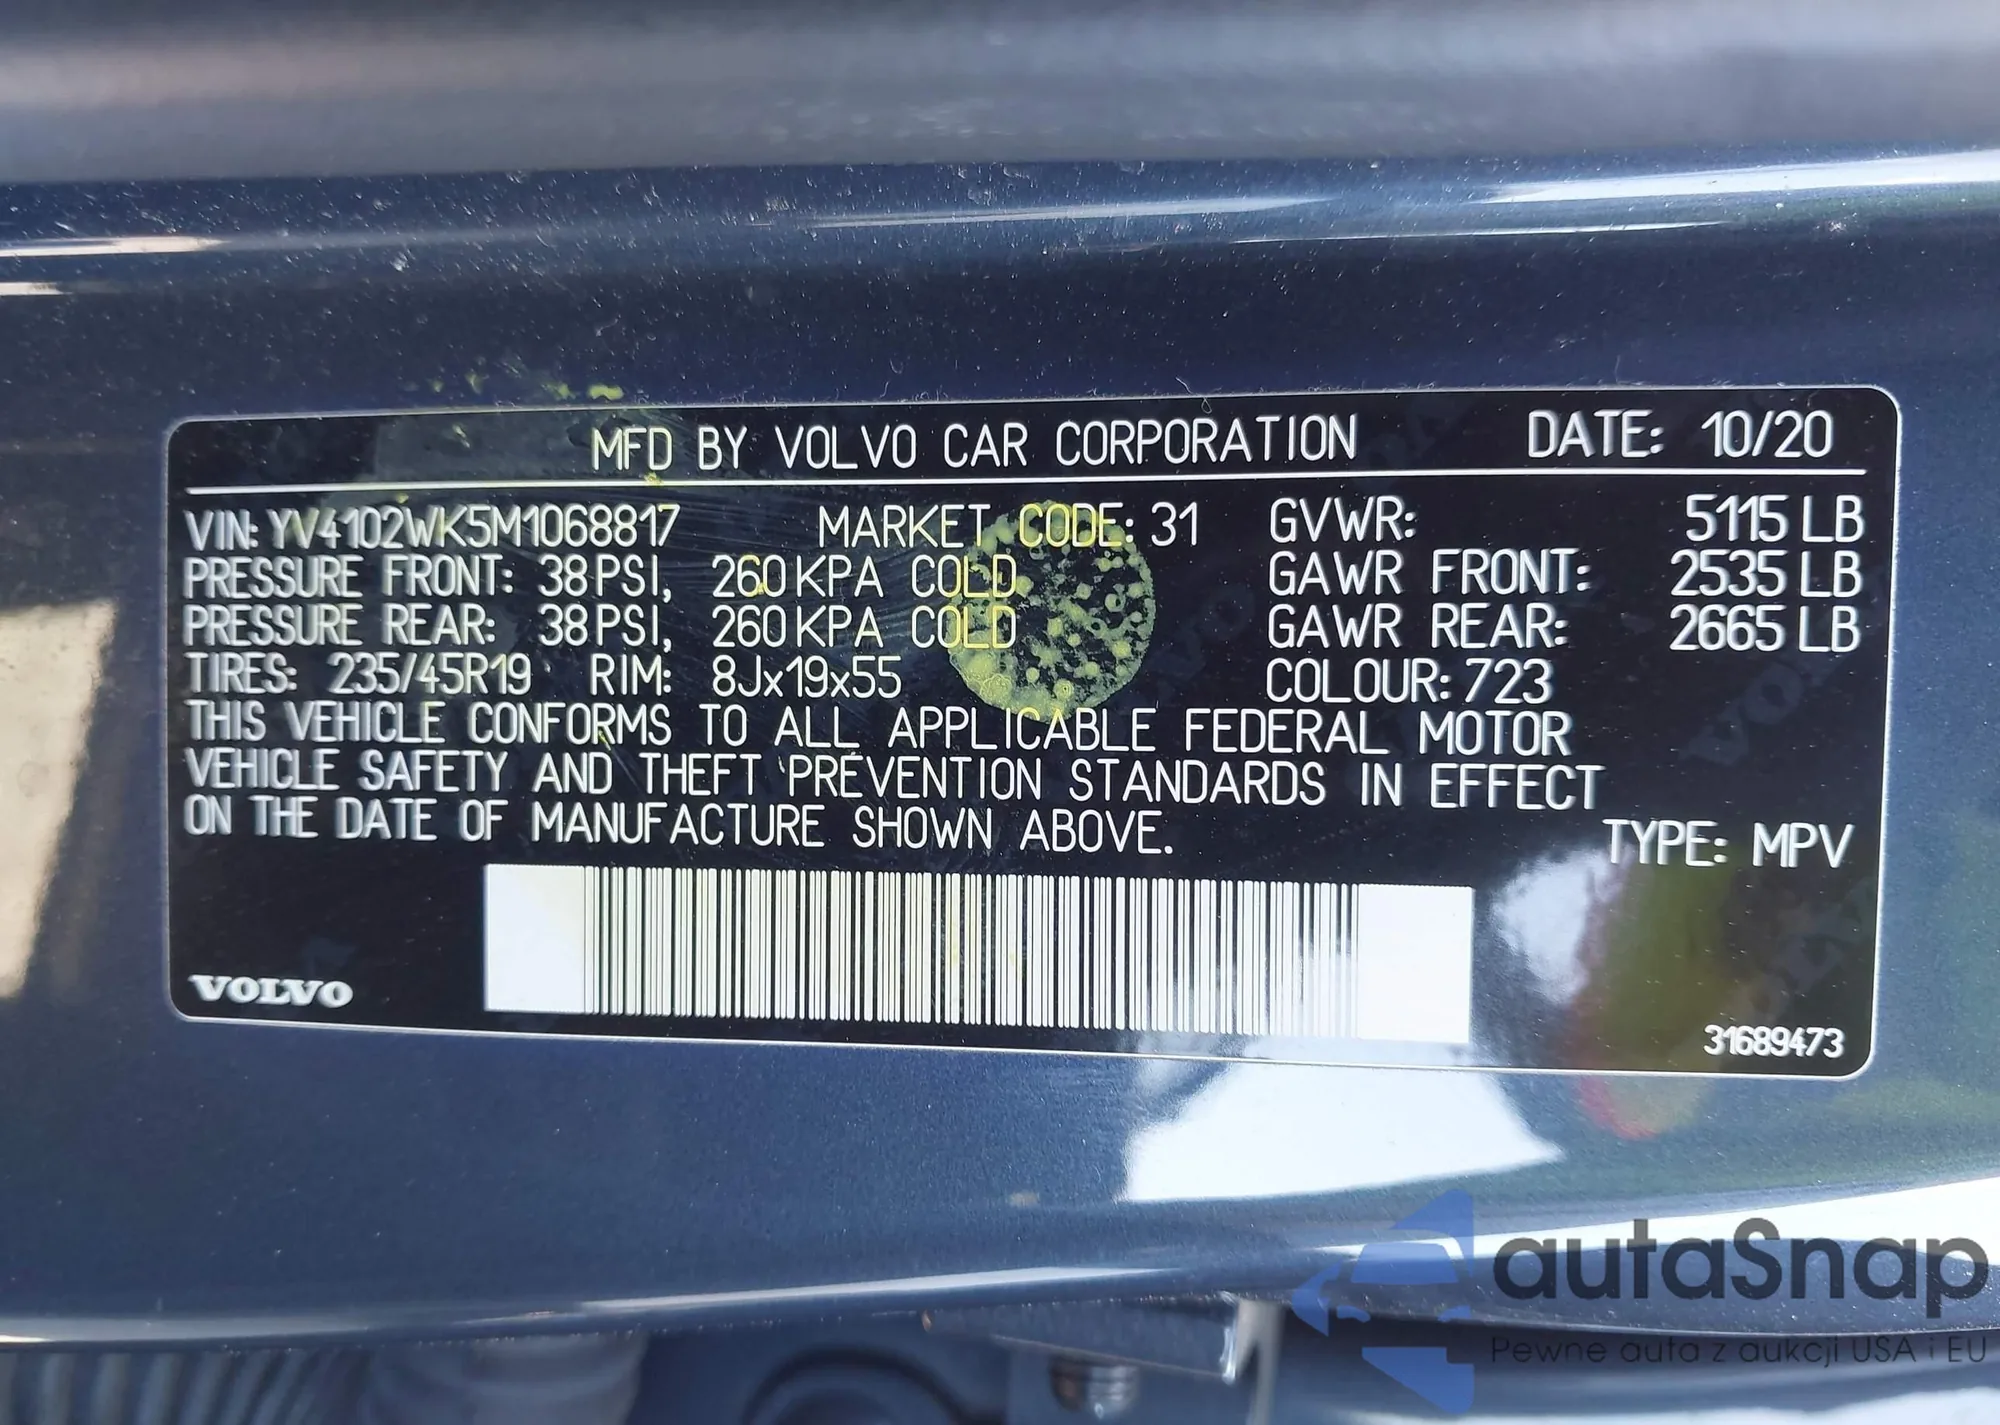 MFD BY VOLVO CAR CORPORATION DATE: 10/20
VIN: YV4102WK5M1068817 MARKET CODE: 31 GVWR: 5115 LB
PRESSURE FRONT: 38 PSI, 260 KPA COLD GAWR FRONT: 2535 LB
PRESSURE REAR: 38 PSI, 260 KPA COLD GAWR REAR: 2665 LB
TIRES: 235/45R19 RIM: 8Jx19x55 COLOUR: 723
THIS VEHICLE CONFORMS TO ALL APPLICABLE FEDERAL MOTOR
VEHICLE SAFETY AND THEFT PREVENTION STANDARDS IN EFFECT
ON THE DATE OF MANUFACTURE SHOWN ABOVE.
TYPE: MPV
VOLVO
31689473
autaSnap
Pewne auta z aukcji USA i EU